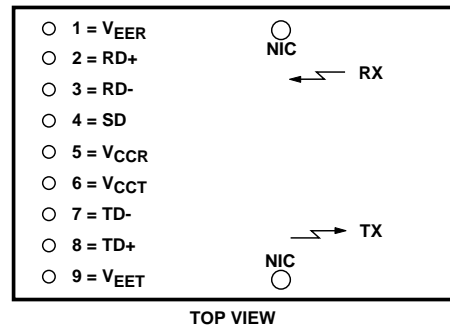 1 = VEER
NIC
2 = RD+
RX
3 = RD-
4 = SD
5 = VCCR
6 = VCCT
7 = TD-
TX
8 = TD+
NIC
9 = VEET
TOP VIEW